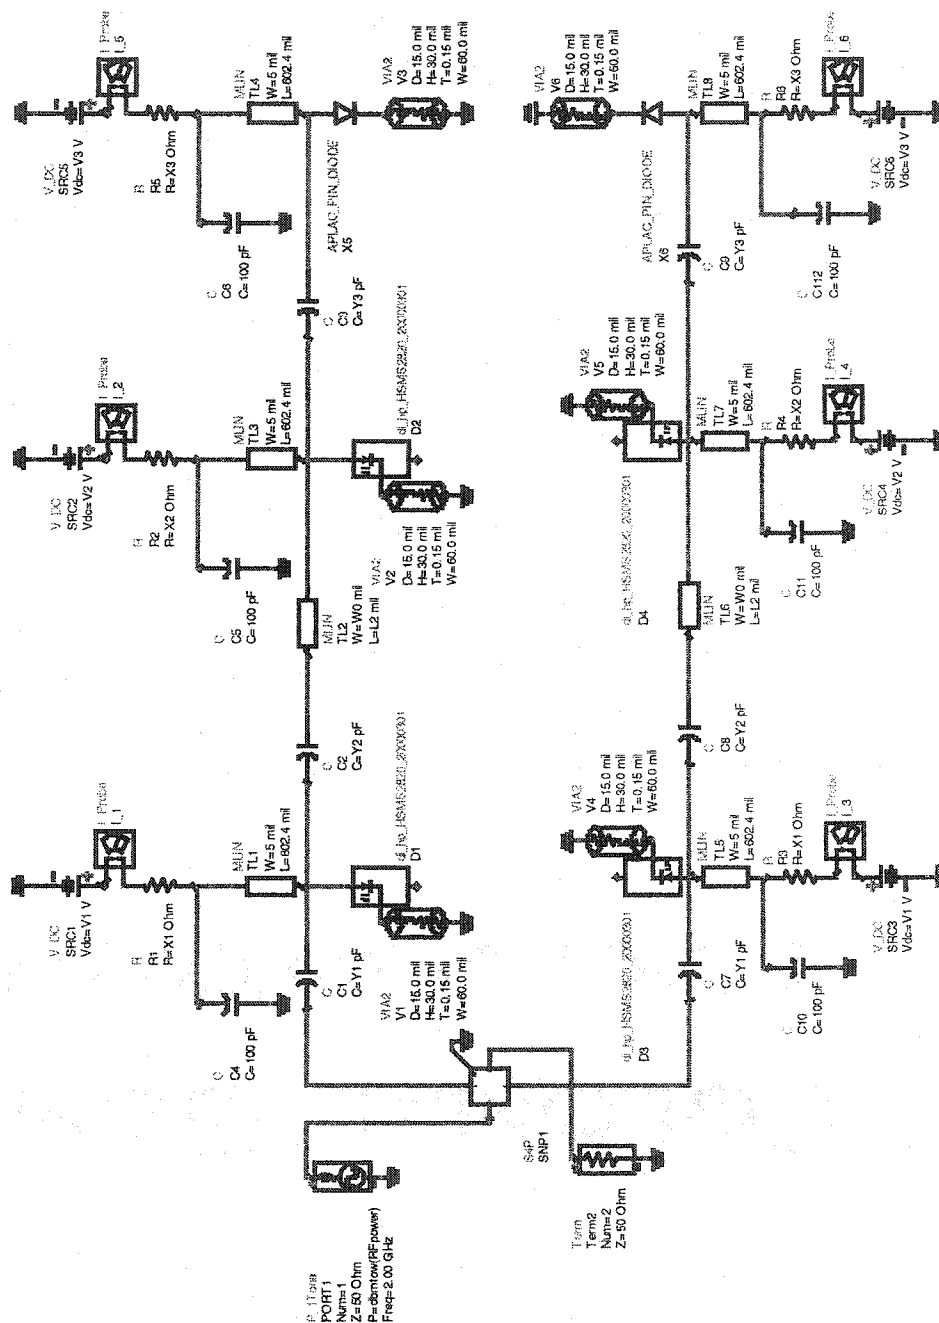 I_Probe
I_5
V_DC
SRC5
Vdc=V3 V
R
R5
R=X3 Ohm
MLIN
TL4
W=5 mil
L=602.4 mil
VIA2
V3
D=15.0 mil
H=30.0 mil
T=0.15 mil
W=60.0 mil
C
C6
C=100 pF
APLAC_PIN_DIODE
X5
C
C3
C=Y3 pF
I_Probe
I_2
V_DC
SRC2
Vdc=V2 V
R
R2
R=X2 Ohm
MLIN
TL3
W=5 mil
L=602.4 mil
di_hp_HSMS2820_20000301
D2
C
C5
C=100 pF
MLIN
TL2
W=W0 mil
L=L2 mil
VIA2
V2
D=15.0 mil
H=30.0 mil
T=0.15 mil
W=60.0 mil
C
C2
C=Y2 pF
I_Probe
I_1
V_DC
SRC1
Vdc=V1 V
R
R1
R=X1 Ohm
MLIN
TL1
W=5 mil
L=602.4 mil
di_hp_HSMS2820_20000301
D1
C
C4
C=100 pF
C
C1
C=Y1 pF
VIA2
V1
D=15.0 mil
H=30.0 mil
T=0.15 mil
W=60.0 mil
P_1Tone
PORT1
Num=1
Z=50 Ohm
P=dbmtow(RFpower)
Freq=2.00 GHz
S4P
SNP1
Term
Term2
Num=2
Z=50 Ohm
VIA2
V6
D=15.0 mil
H=30.0 mil
T=0.15 mil
W=60.0 mil
MLIN
TL8
W=5 mil
L=602.4 mil
R
R6
R=X3 Ohm
I_Probe
I_6
APLAC_PIN_DIODE
X6
C
C9
C=Y3 pF
C
C112
C=100 pF
V_DC
SRC6
Vdc=V3 V
VIA2
V5
D=15.0 mil
H=30.0 mil
T=0.15 mil
W=60.0 mil
MLIN
TL7
W=5 mil
L=602.4 mil
R
R4
R=X2 Ohm
I_Probe
I_4
di_hp_HSMS2820_20000301
D4
MLIN
TL6
W=W0 mil
L=L2 mil
C
C11
C=100 pF
V_DC
SRC4
Vdc=V2 V
C
C8
C=Y2 pF
VIA2
V4
D=15.0 mil
H=30.0 mil
T=0.15 mil
W=60.0 mil
MLIN
TL5
W=5 mil
L=602.4 mil
R
R3
R=X1 Ohm
I_Probe
I_3
di_hp_HSMS2820_20000301
D3
C
C7
C=Y1 pF
C
C10
C=100 pF
V_DC
SRC3
Vdc=V1 V